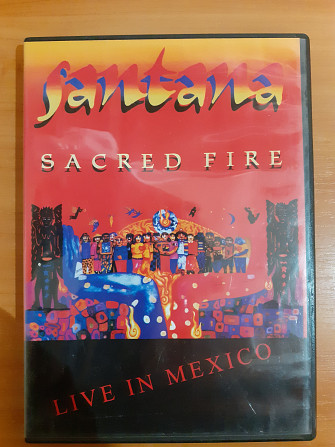 Santana
SACRED FIRE
LIVE IN MEXICO